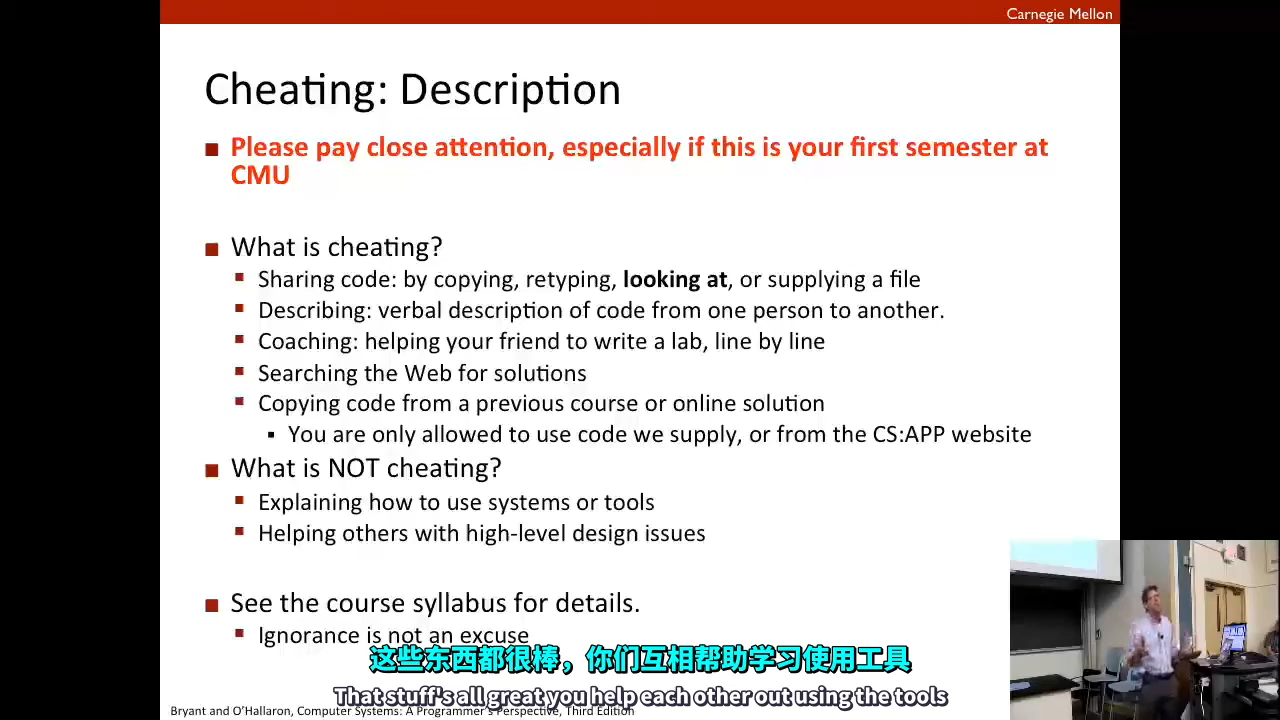 Carnegie Mellon
Cheating: Description
Please pay close attention, especially if this is your first semester at
CMU
What is cheating?
Sharing code: by copying, retyping, looking at, or supplying a file
Describing: verbal description of code from one person to another.
Coaching: helping your friend to write a lab, line by line
Searching the Web for solutions
Copying code from a previous course or online solution
You are only allowed to use code we supply, or from the CS:APP website
What is NOT cheating?
Explaining how to use systems or tools
Helping others with high-level design issues
See the course syllabus for details.
Ignorance is not an excuse
这些东西都很棒，你们互相帮助学习使用工具
That stuff's all great you help each other out using the tools
Bryant and O'Hallaron, Computer Systems: A Programmer's Perspective, Third Edition